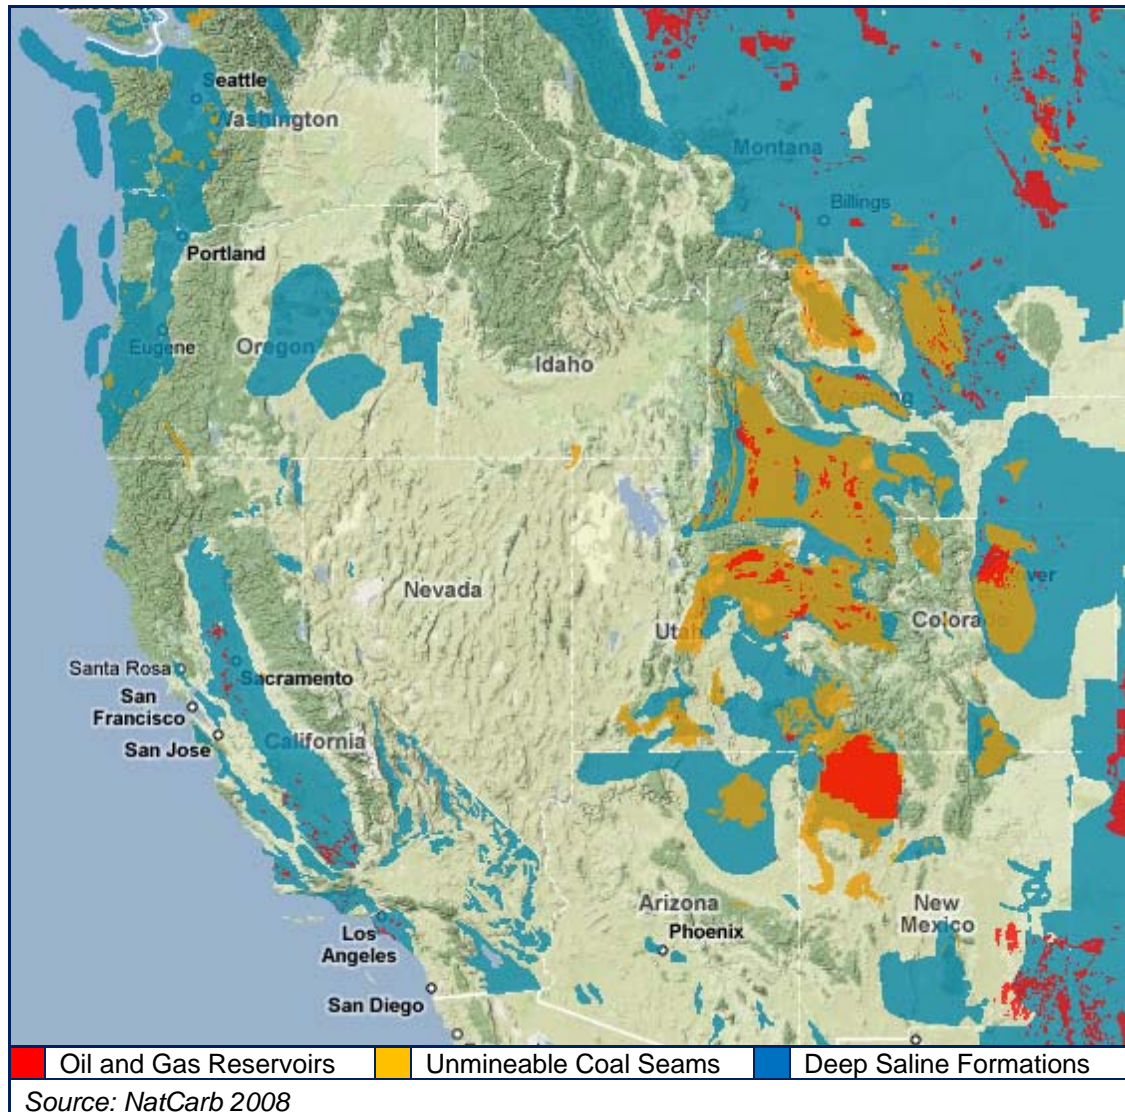 Seattle
Washington
Montana
Billings
Portland
Eugene
Oregon
Idaho
Nevada
Utah
Colorado
Santa Rosa
Sacramento
San
Francisco
San Jose
California
Arizona
Phoenix
New
Mexico
Los
Angeles
San Diego
Oil and Gas Reservoirs
Unmineable Coal Seams
Deep Saline Formations
Source: NatCarb 2008